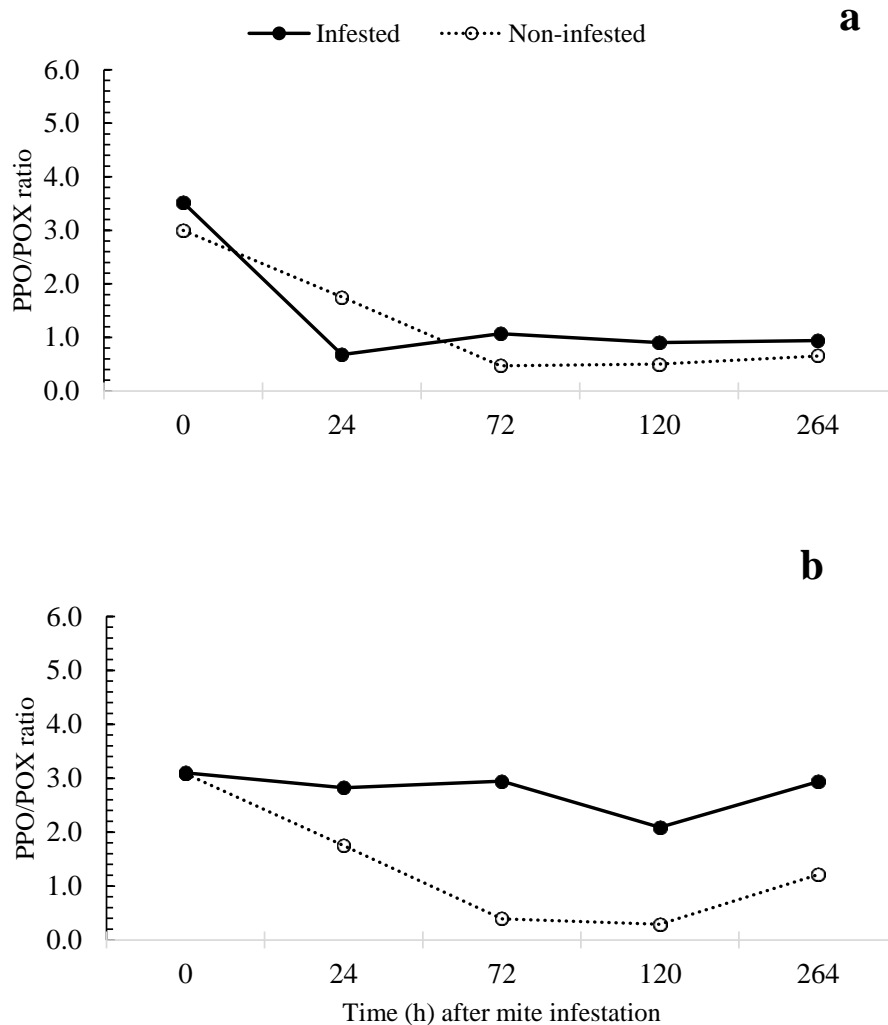 a
Infested Non-infested
6.0
5.0
4.0
3.0
2.0
1.0
0.0
PPO/POX ratio
0 24 72 120 264
b
6.0
5.0
4.0
3.0
2.0
1.0
0.0
PPO/POX ratio
0 24 72 120 264
Time (h) after mite infestation